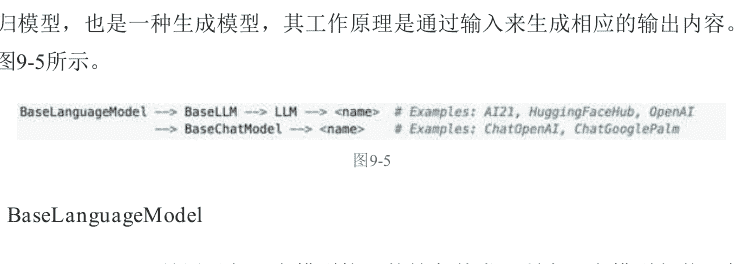 归模型，也是一种生成模型，其工作原理是通过输入来生成相应的输出内容。
图9-5所示。
BaseLanguageModel --> BaseLLM --> LLM --> <name> # Examples: AI21, HuggingFaceHub, OpenAI
--> BaseChatModel --> <name> # Examples: ChatOpenAI, ChatGooglePalm
图9-5
BaseLanguageModel